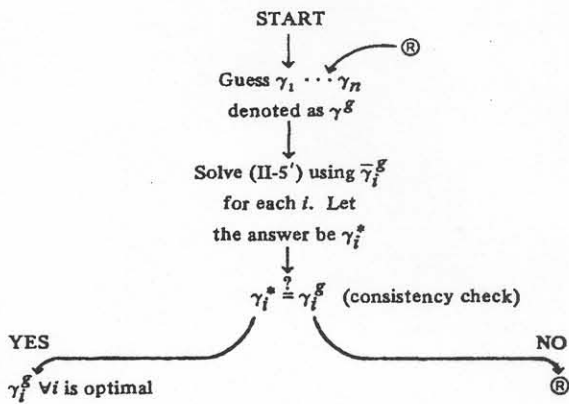 START
Ⓡ
Guess γ₁ ··· γₙ
denoted as γᵍ
Solve (II-5′) using γ̅ᵢᵍ
for each i. Let
the answer be γᵢ*
γᵢ* ≟ γᵢᵍ (consistency check)
YES
NO
γᵢᵍ ∀i is optimal
Ⓡ